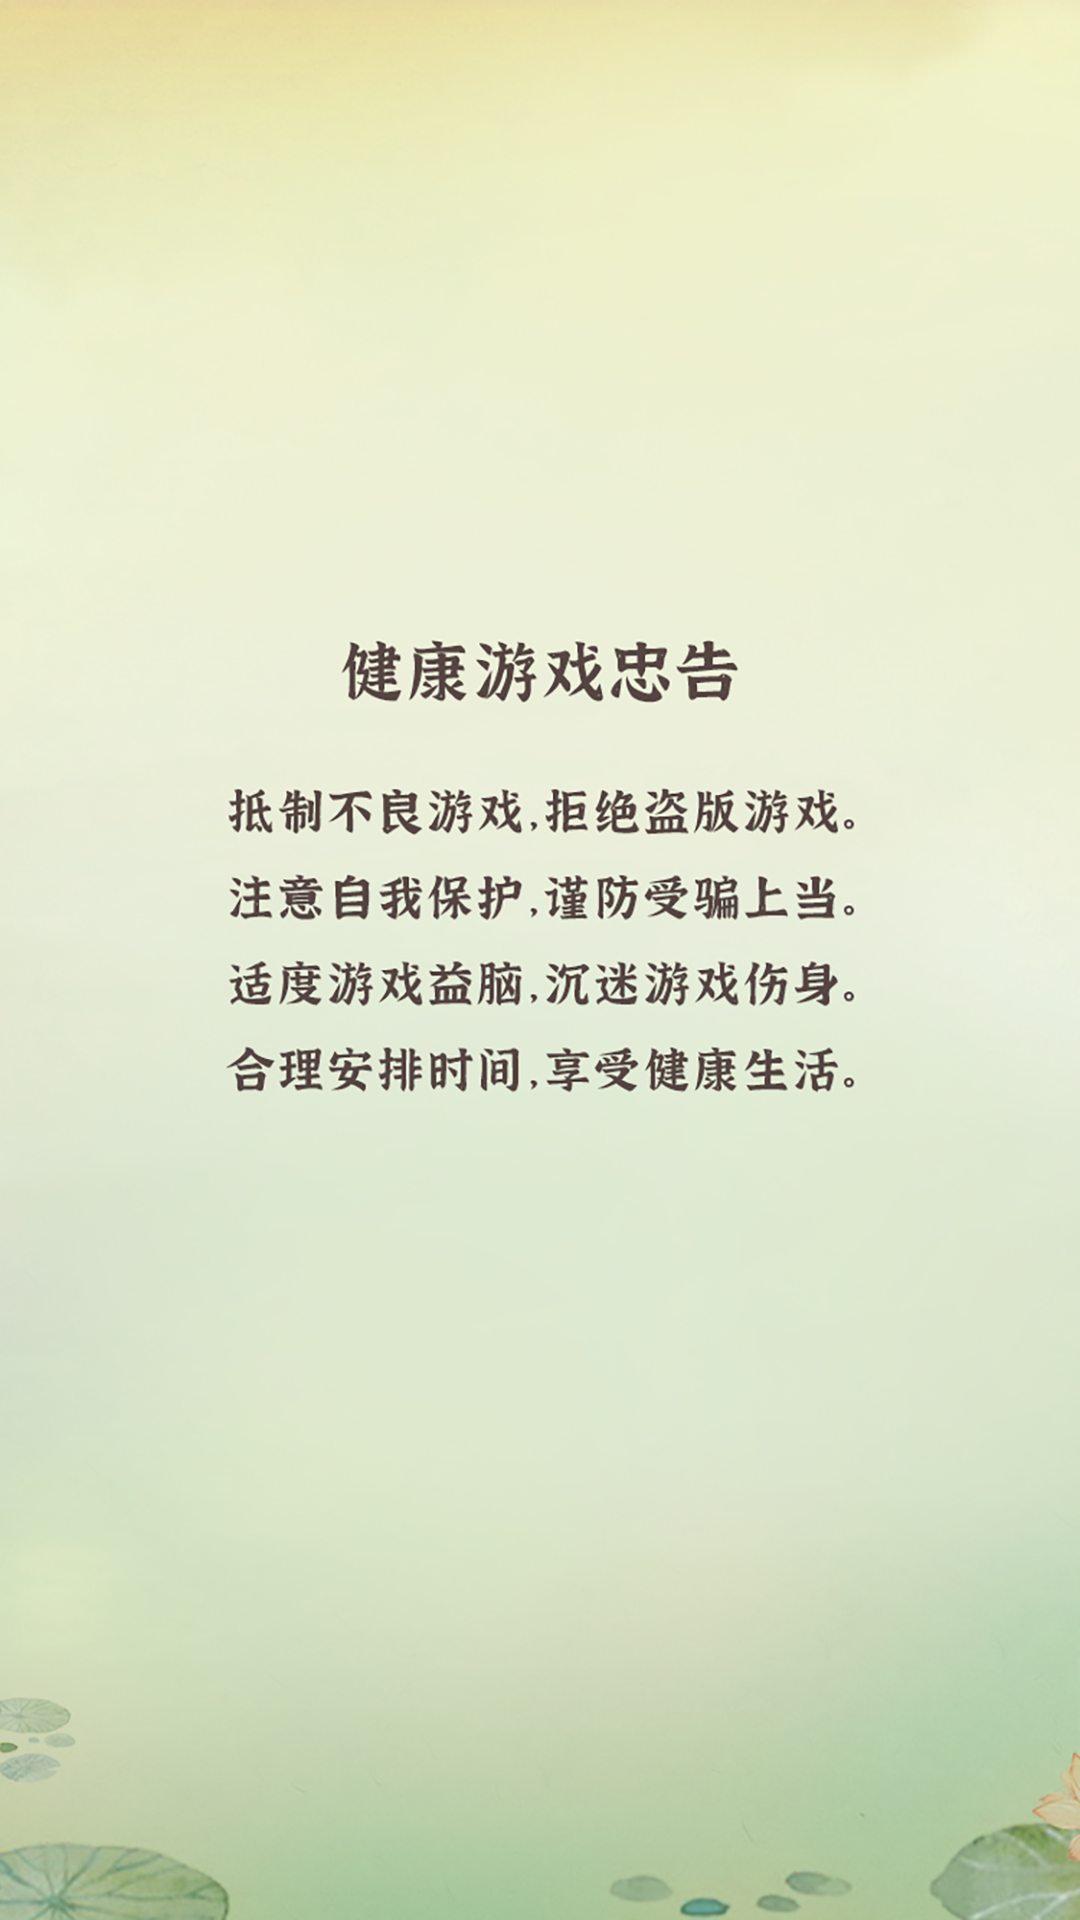 健康游戏忠告
抵制不良游戏,拒绝盗版游戏。
注意自我保护,谨防受骗上当。
适度游戏益脑,沉迷游戏伤身。
合理安排时间,享受健康生活。